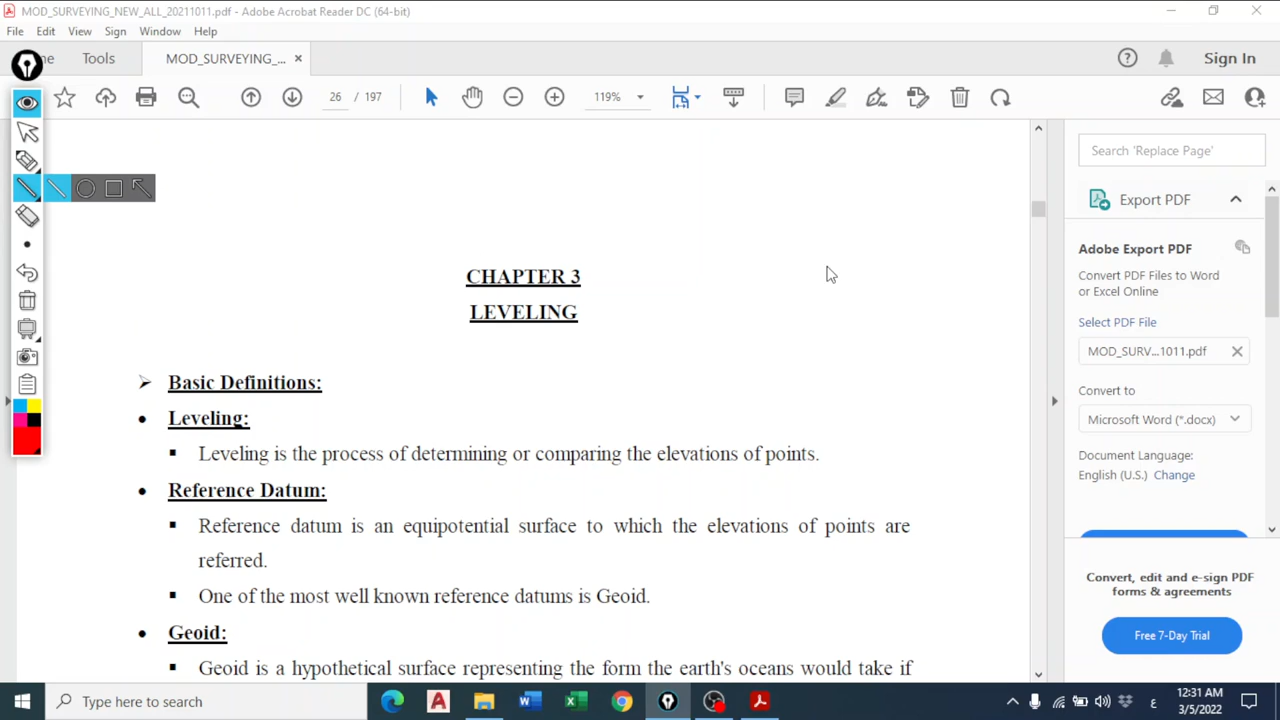 MOD_SURVEYING_NEW_ALL_20211011.pdf - Adobe Acrobat Reader DC (64-bit)
File Edit View Sign Window Help
me Tools MOD_SURVEYING_... × Sign In
26 / 197 119%
Search 'Replace Page'
Export PDF
Adobe Export PDF
Convert PDF Files to Word
or Excel Online
Select PDF File
MOD_SURV...1011.pdf
Convert to
Microsoft Word (*.docx)
Document Language:
English (U.S.) Change
Convert, edit and e-sign PDF
forms & agreements
Free 7-Day Trial
CHAPTER 3
LEVELING
Basic Definitions:
Leveling:
Leveling is the process of determining or comparing the elevations of points.
Reference Datum:
Reference datum is an equipotential surface to which the elevations of points are
referred.
One of the most well known reference datums is Geoid.
Geoid:
Geoid is a hypothetical surface representing the form the earth's oceans would take if
Type here to search
ع
12:31 AM
3/5/2022